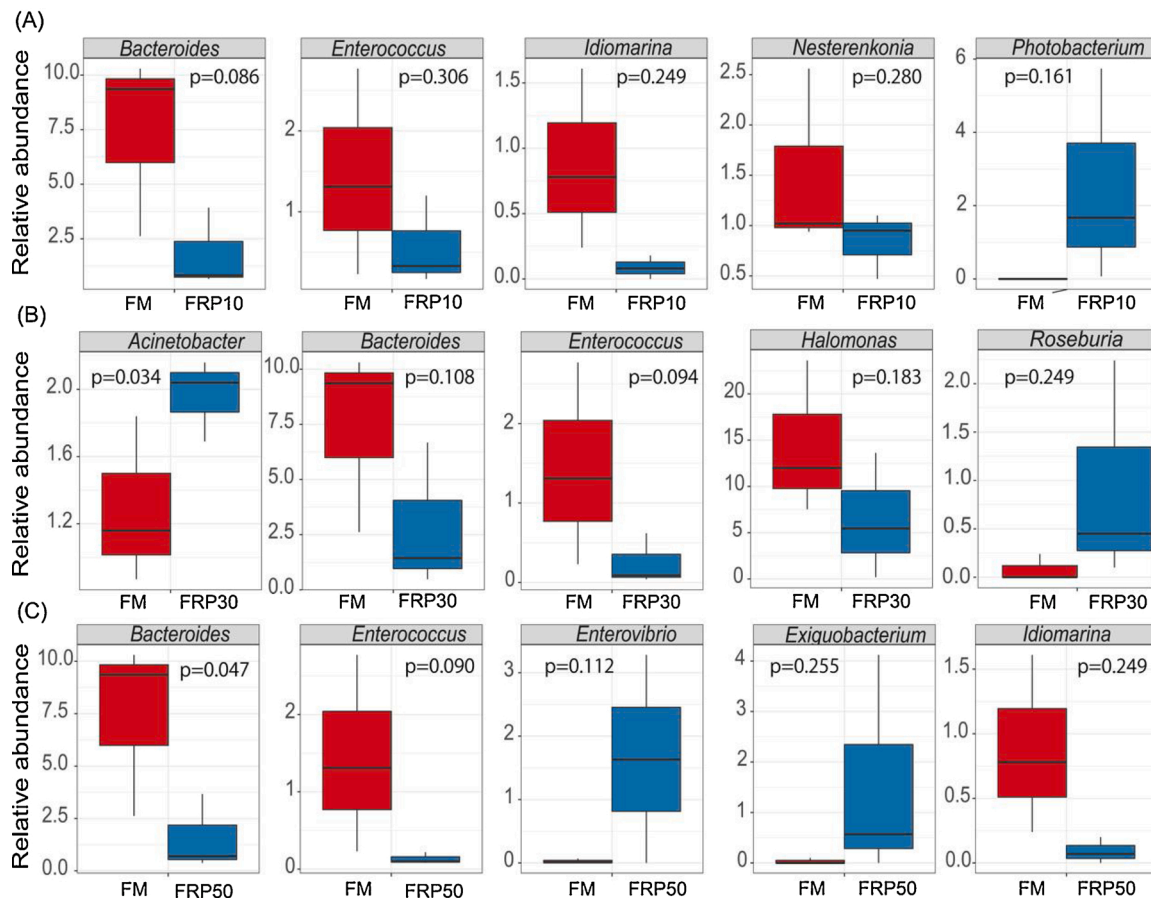 (A)
Bacteroides Enterococcus Idiomarina Nesterenkonia Photobacterium
Relative abundance
p=0.086 p=0.306 p=0.249 p=0.280 p=0.161
10.0 7.5 5.0 2.5
2 1
1.5 1.0 0.5 0.0
2.5 2.0 1.5 1.0 0.5
6 4 2 0
FM FRP10 FM FRP10 FM FRP10 FM FRP10 FM FRP10
(B)
Acinetobacter Bacteroides Enterococcus Halomonas Roseburia
Relative abundance
p=0.034 p=0.108 p=0.094 p=0.183 p=0.249
2.0 1.6 1.2
10.0 7.5 5.0 2.5 0.0
2 1 0
20 15 10 5 0
2.0 1.5 1.0 0.5 0.0
FM FRP30 FM FRP30 FM FRP30 FM FRP30 FM FRP30
(C)
Bacteroides Enterococcus Enterovibrio Exiguobacterium Idiomarina
Relative abundance
p=0.047 p=0.090 p=0.112 p=0.255 p=0.249
10.0 7.5 5.0 2.5 0.0
2 1 0
3 2 1 0
4 3 2 1 0
1.5 1.0 0.5 0.0
FM FRP50 FM FRP50 FM FRP50 FM FRP50 FM FRP50